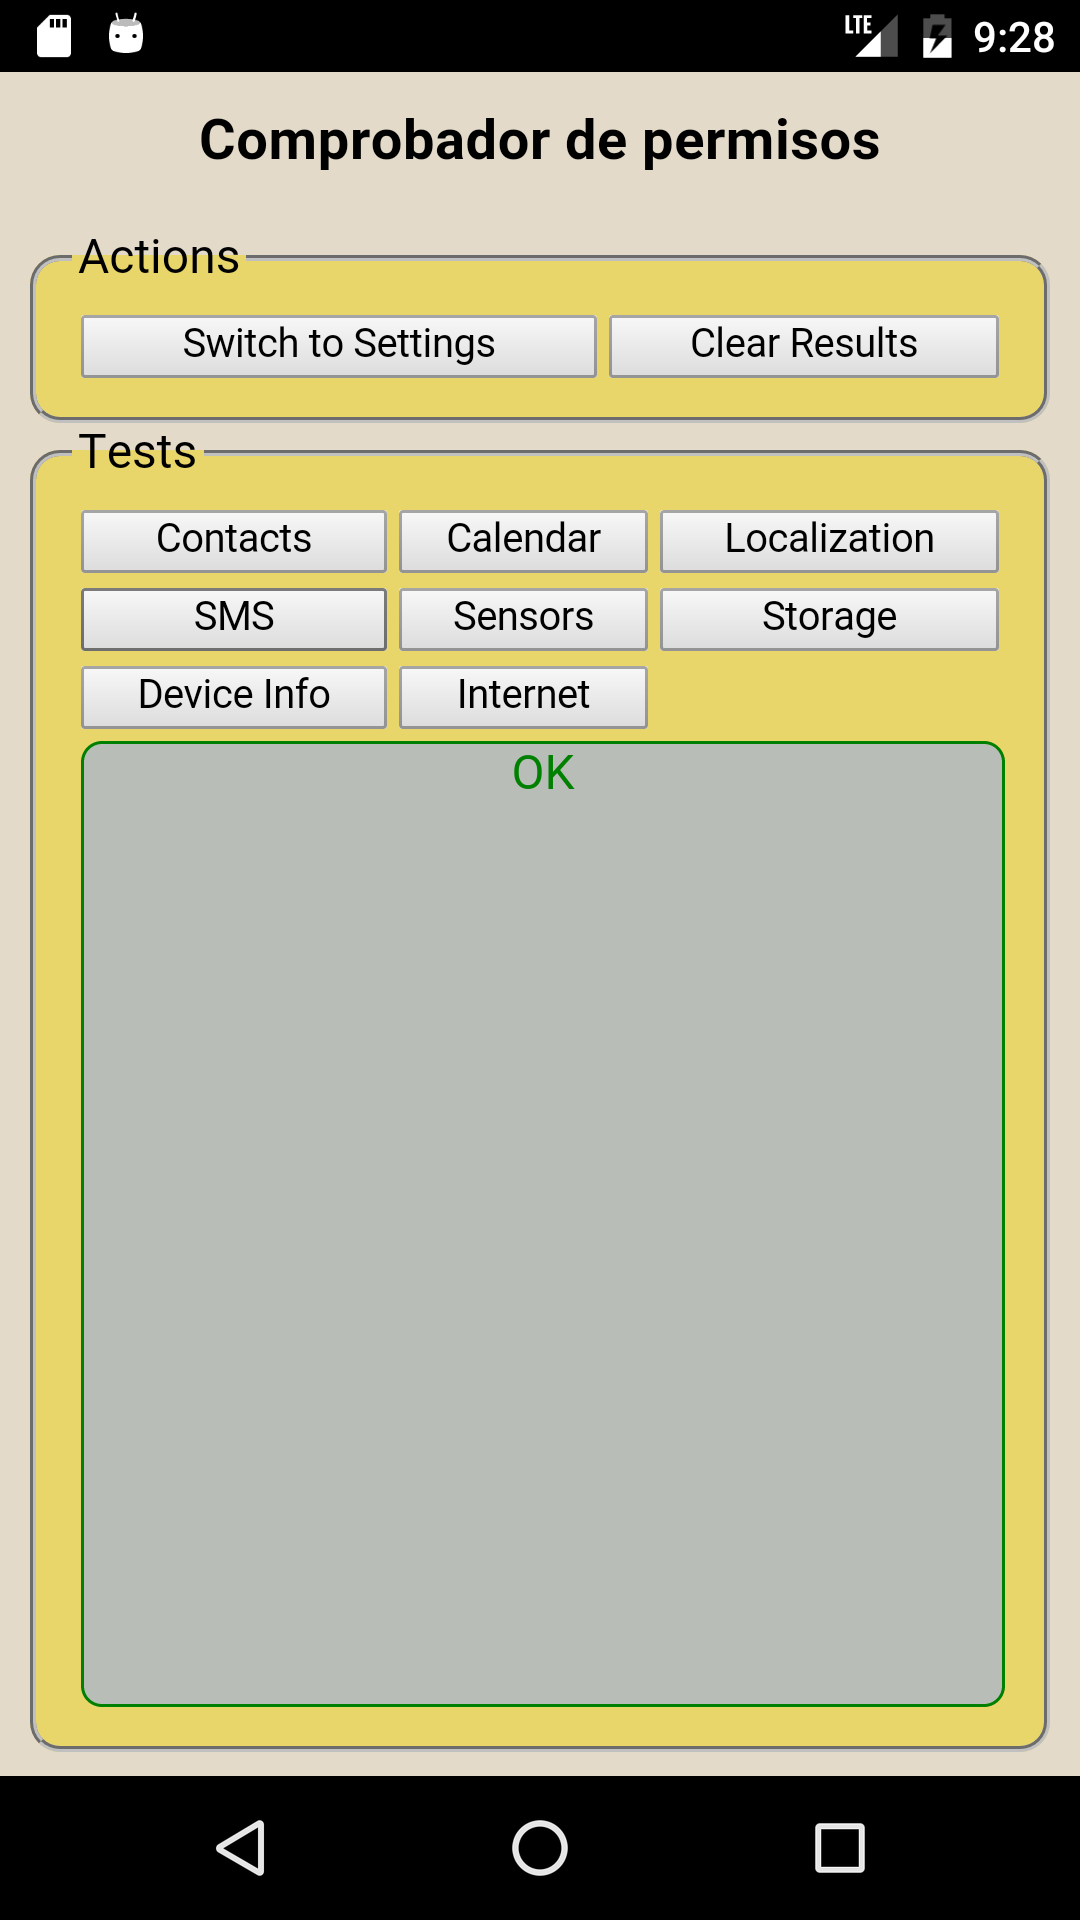 LTE 9:28
Comprobador de permisos
Actions
Switch to Settings Clear Results
Tests
Contacts Calendar Localization
SMS Sensors Storage
Device Info Internet
OK